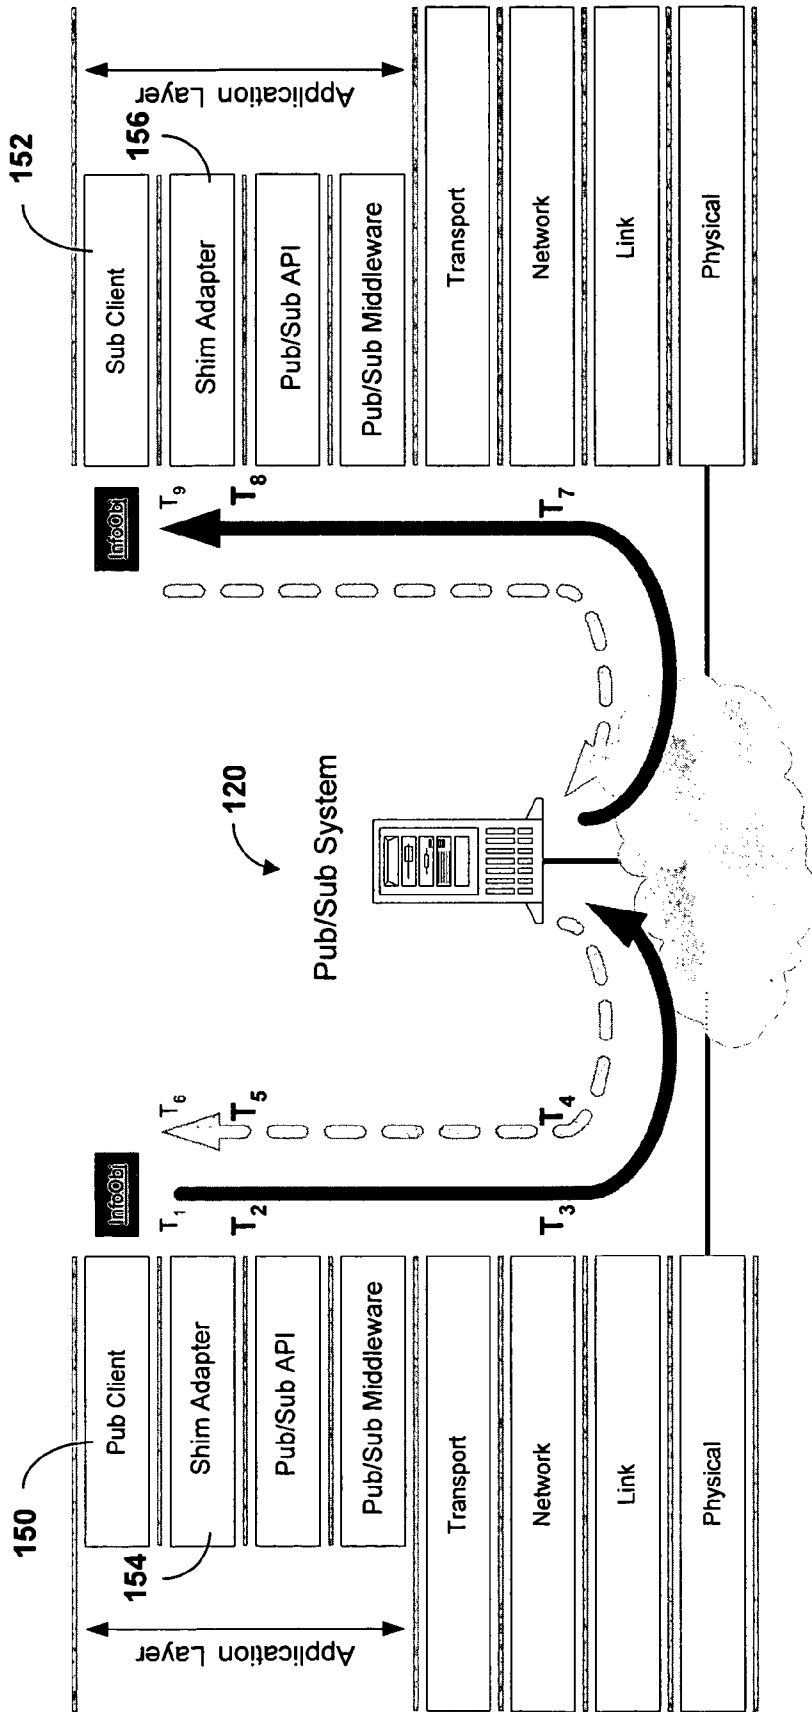 150
Pub Client
154
Shim Adapter
Pub/Sub API
Pub/Sub Middleware
Application Layer
Transport
Network
Link
Physical
InfoObj
T1
T2
T3
T6
T5
T4
120
Pub/Sub System
InfoObj
T9
T8
T7
152
Sub Client
156
Shim Adapter
Pub/Sub API
Pub/Sub Middleware
Application Layer
Transport
Network
Link
Physical